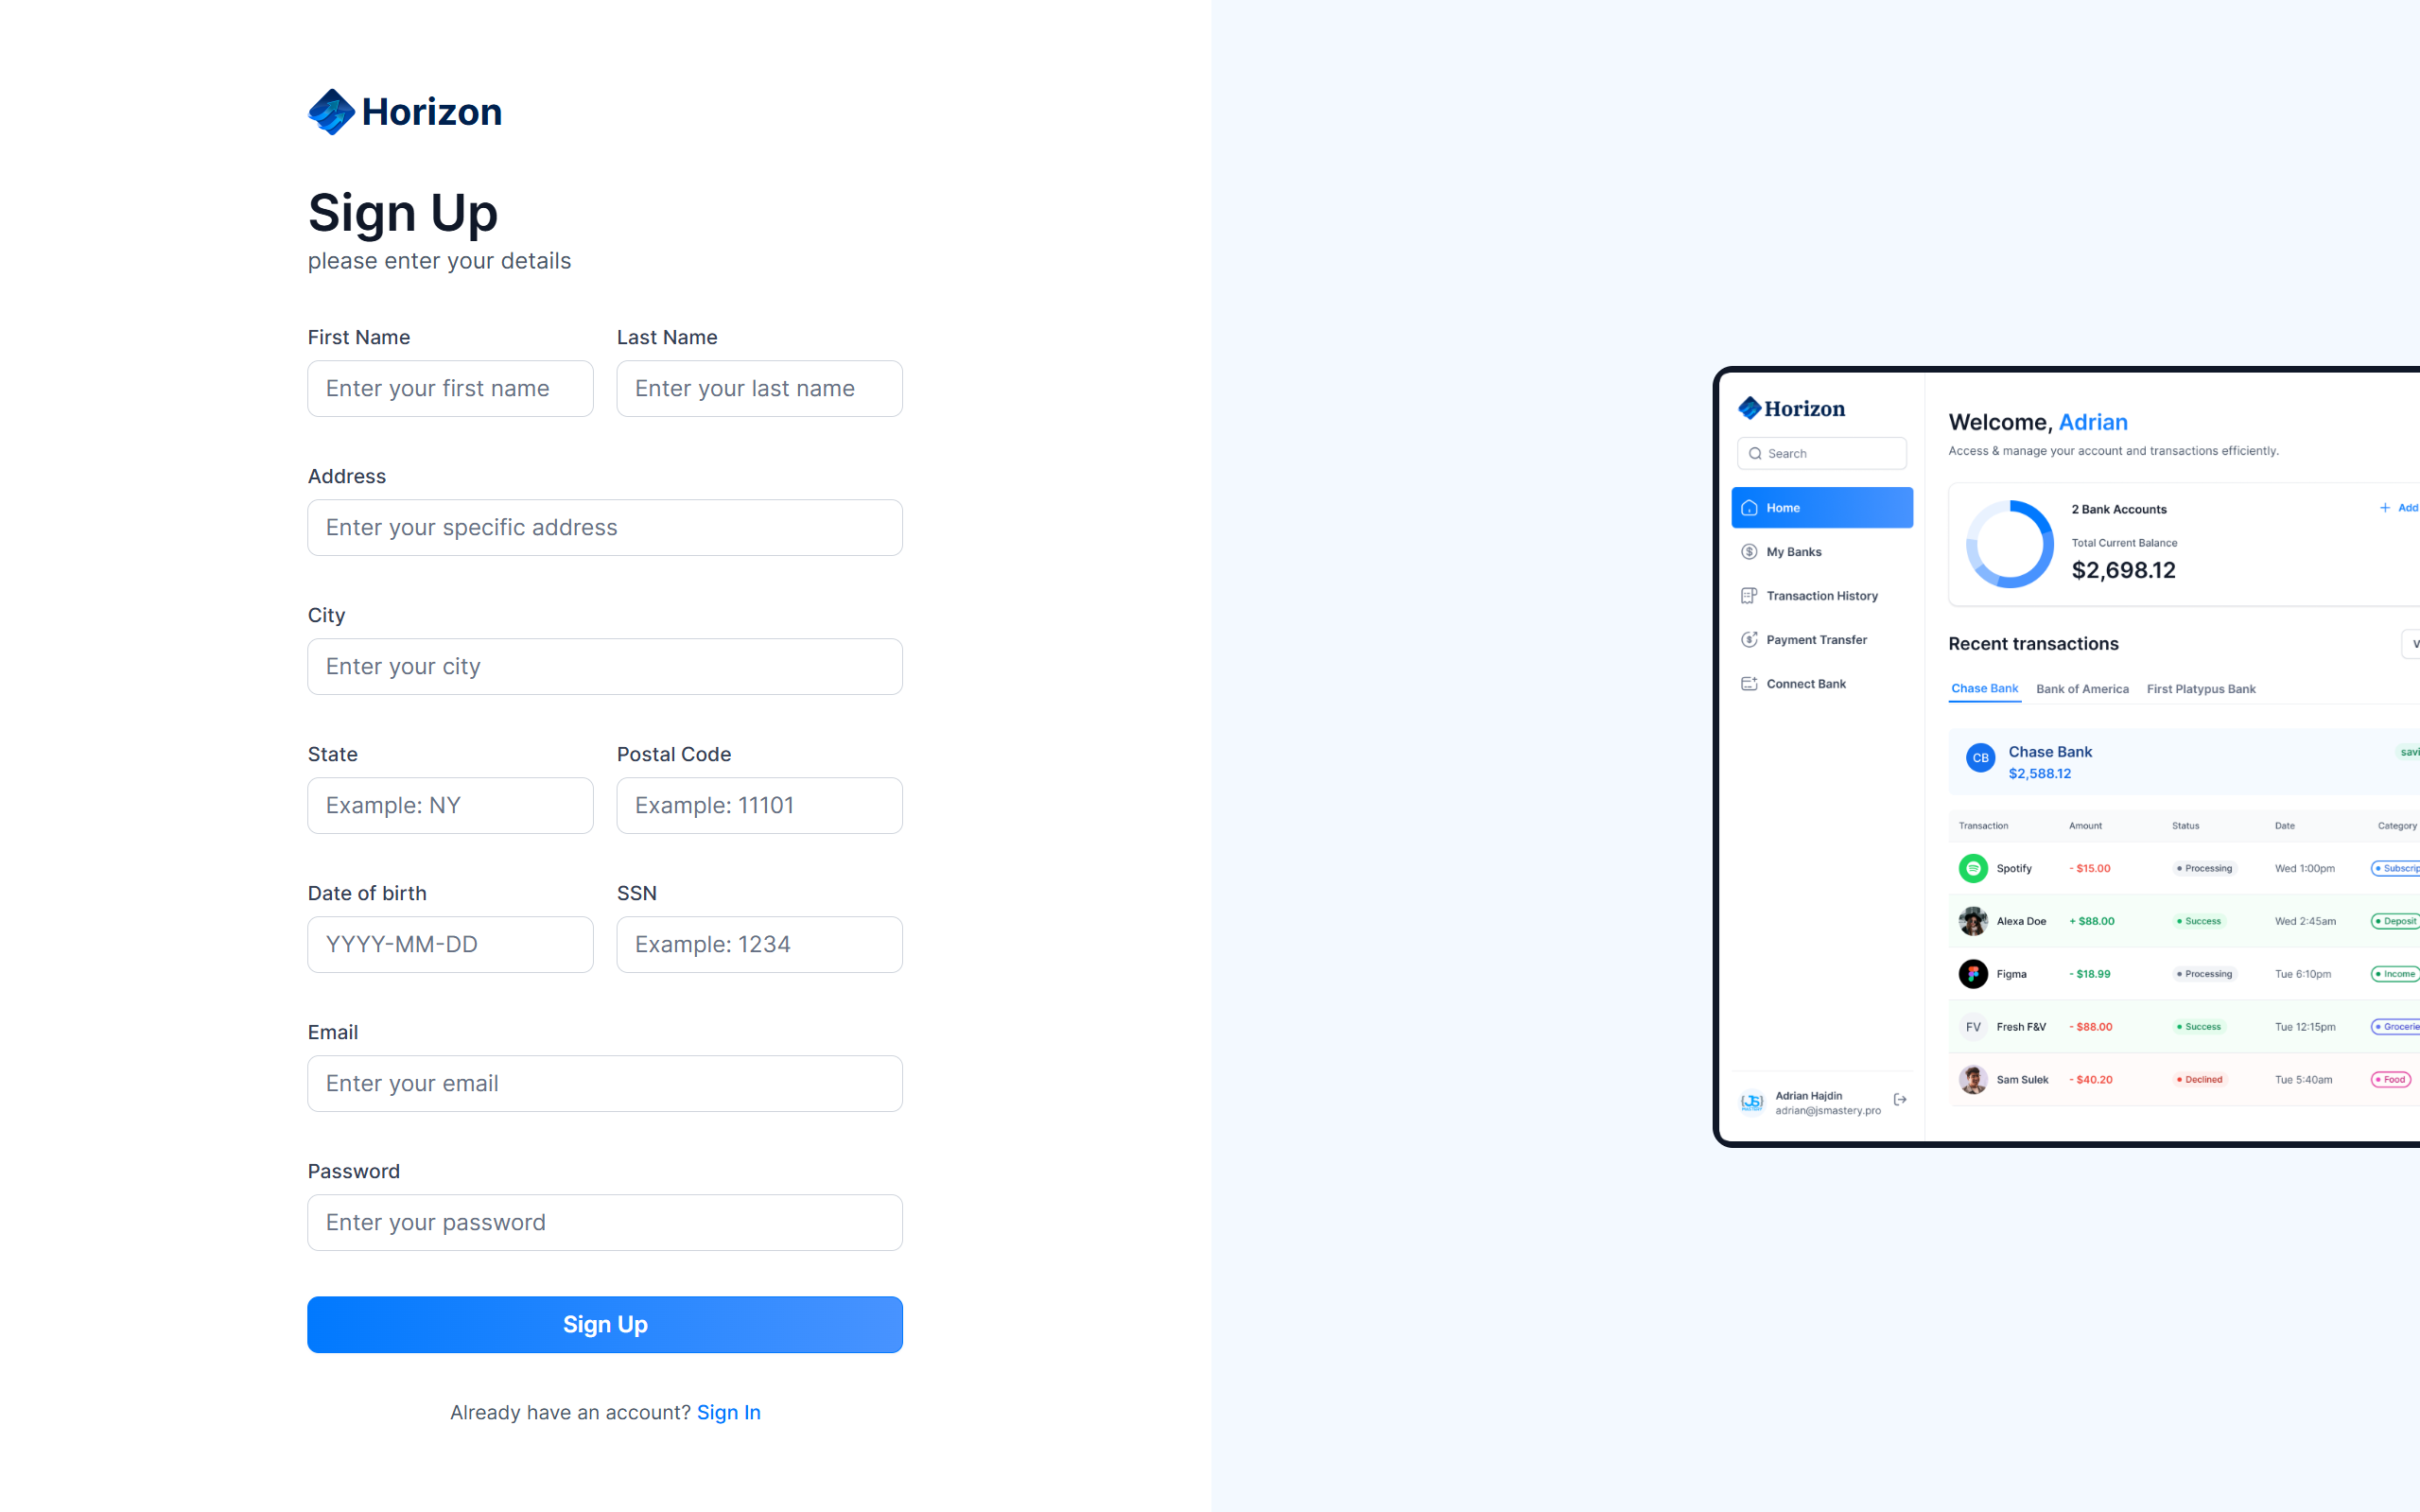 Horizon
Sign Up
please enter your details
First Name Last Name
Enter your first name Enter your last name
Address
Enter your specific address
City
Enter your city
State Postal Code
Example: NY Example: 11101
Date of birth SSN
YYYY-MM-DD Example: 1234
Email
Enter your email
Password
Enter your password
Sign Up
Already have an account? Sign In
Horizon
Search
Home
My Banks
Transaction History
Payment Transfer
Connect Bank
Adrian Hajdin
adrian@jsmastery.pro
Welcome, Adrian
Access & manage your account and transactions efficiently.
2 Bank Accounts + Add
Total Current Balance
$2,698.12
Recent transactions V
Chase Bank Bank of America First Platypus Bank
CB Chase Bank savi
$2,588.12
Transaction Amount Status Date Category
Spotify - $15.00 Processing Wed 1:00pm Subscrip
Alexa Doe + $88.00 Success Wed 2:45am Deposit
Figma - $18.99 Processing Tue 6:10pm Income
FV Fresh F&V - $88.00 Success Tue 12:15pm Grocerie
Sam Sulek - $40.20 Declined Tue 5:40am Food